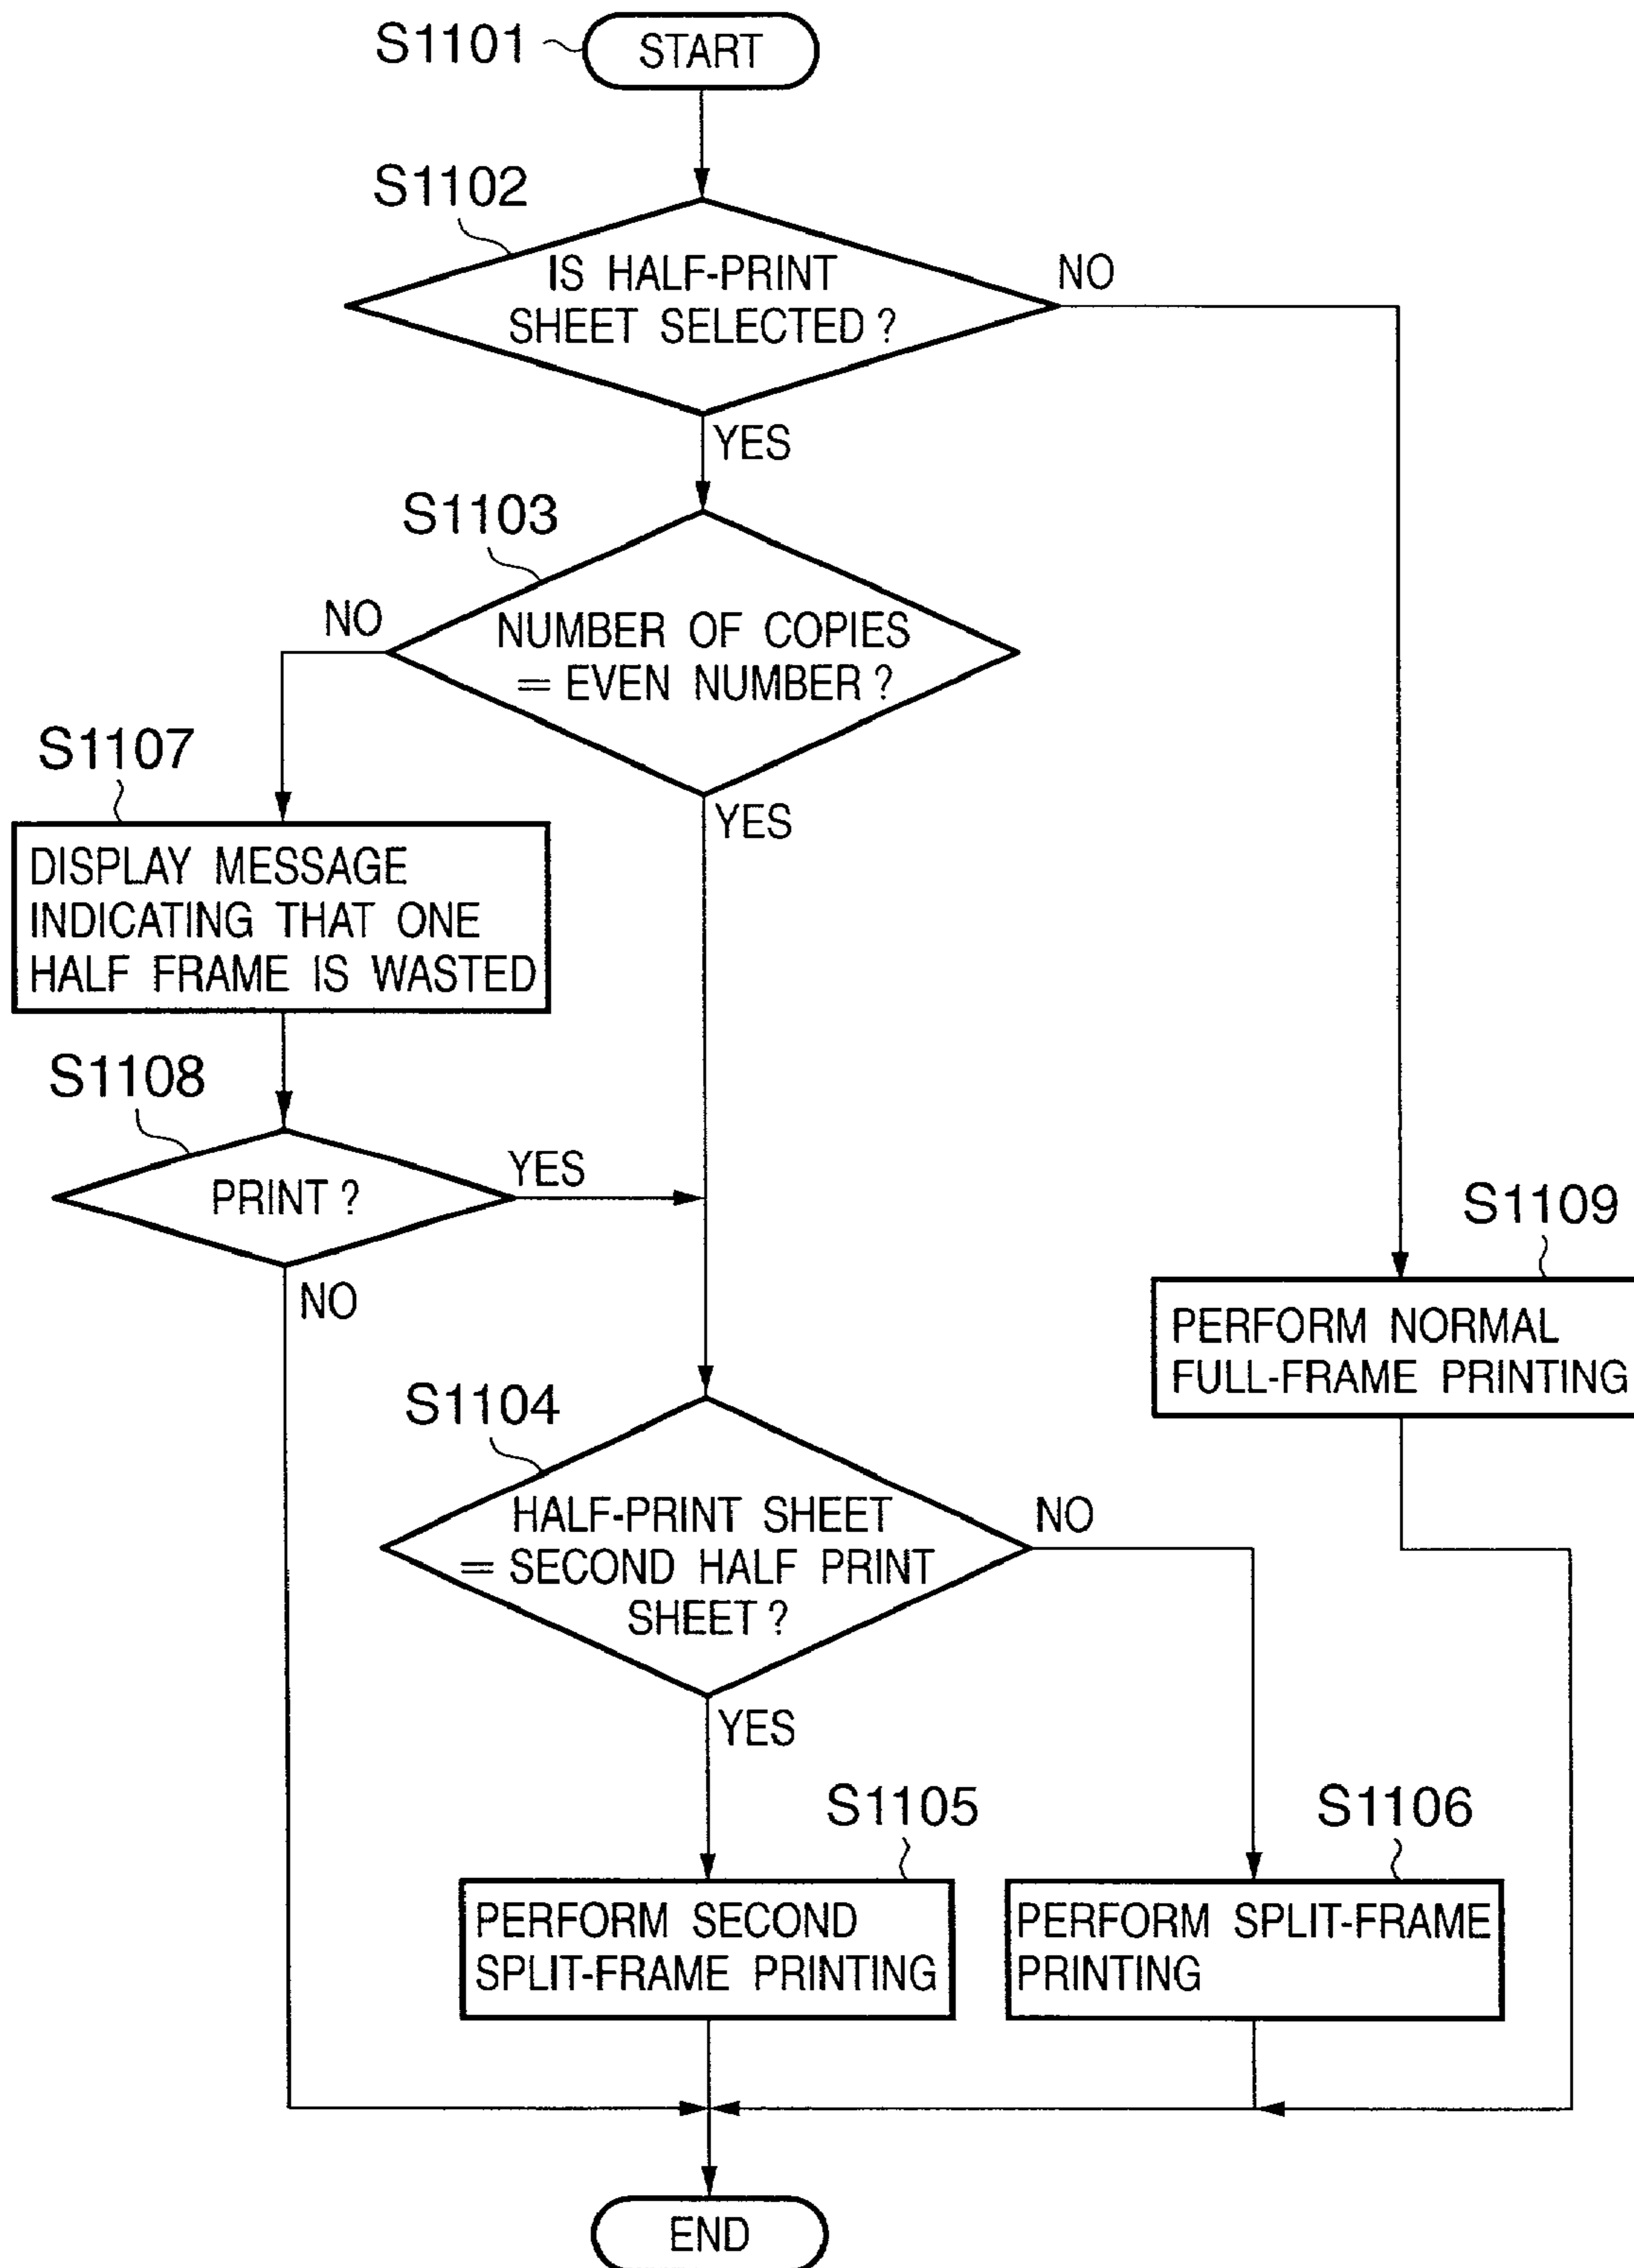 S1101
START
S1102
IS HALF-PRINT
SHEET SELECTED ?
NO
YES
S1103
NO
NUMBER OF COPIES
= EVEN NUMBER ?
S1107
YES
DISPLAY MESSAGE
INDICATING THAT ONE
HALF FRAME IS WASTED
S1108
YES
PRINT ?
NO
S1109
PERFORM NORMAL
FULL-FRAME PRINTING
S1104
HALF-PRINT SHEET
= SECOND HALF PRINT
SHEET ?
NO
YES
S1105
S1106
PERFORM SECOND
SPLIT-FRAME PRINTING
PERFORM SPLIT-FRAME
PRINTING
END